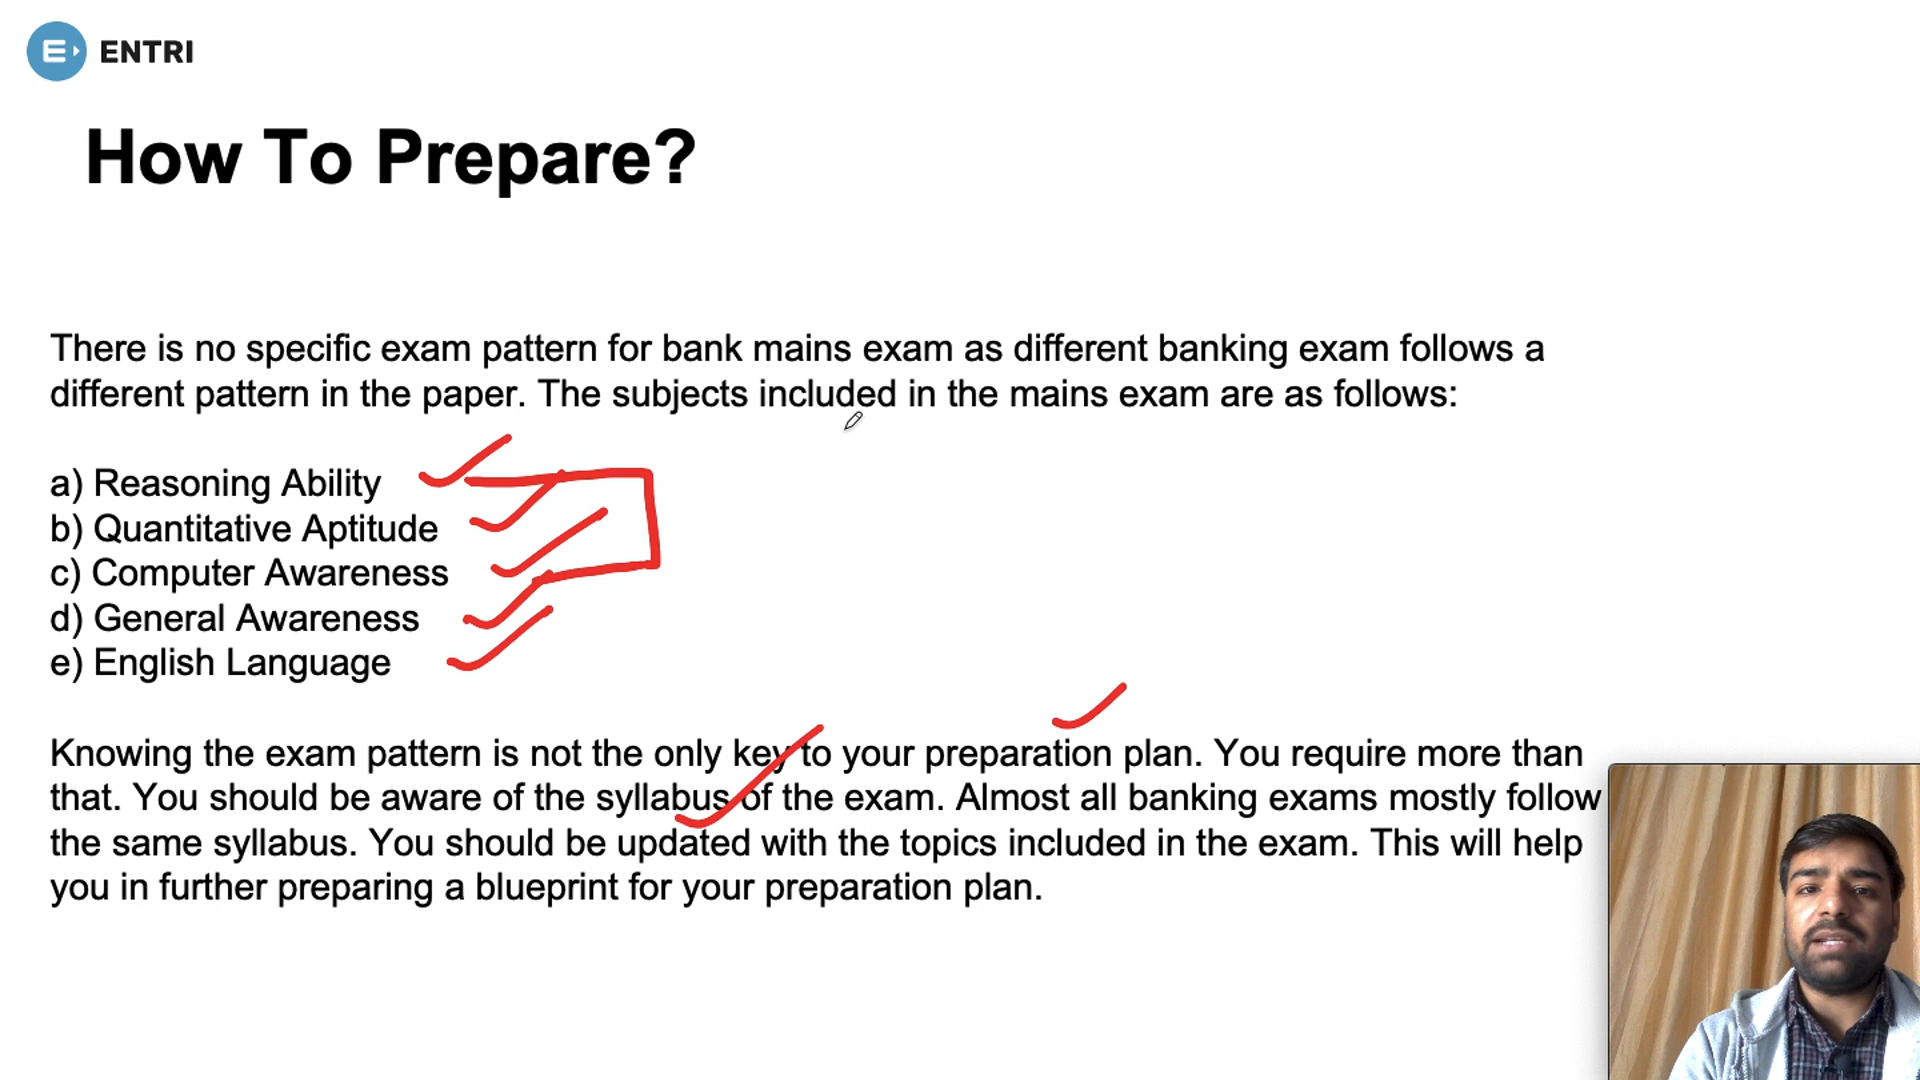 ENTRI
How To Prepare?
There is no specific exam pattern for bank mains exam as different banking exam follows a
different pattern in the paper. The subjects included in the mains exam are as follows:
a) Reasoning Ability
b) Quantitative Aptitude
c) Computer Awareness
d) General Awareness
e) English Language
Knowing the exam pattern is not the only key to your preparation plan. You require more than
that. You should be aware of the syllabus of the exam. Almost all banking exams mostly follow
the same syllabus. You should be updated with the topics included in the exam. This will help
you in further preparing a blueprint for your preparation plan.